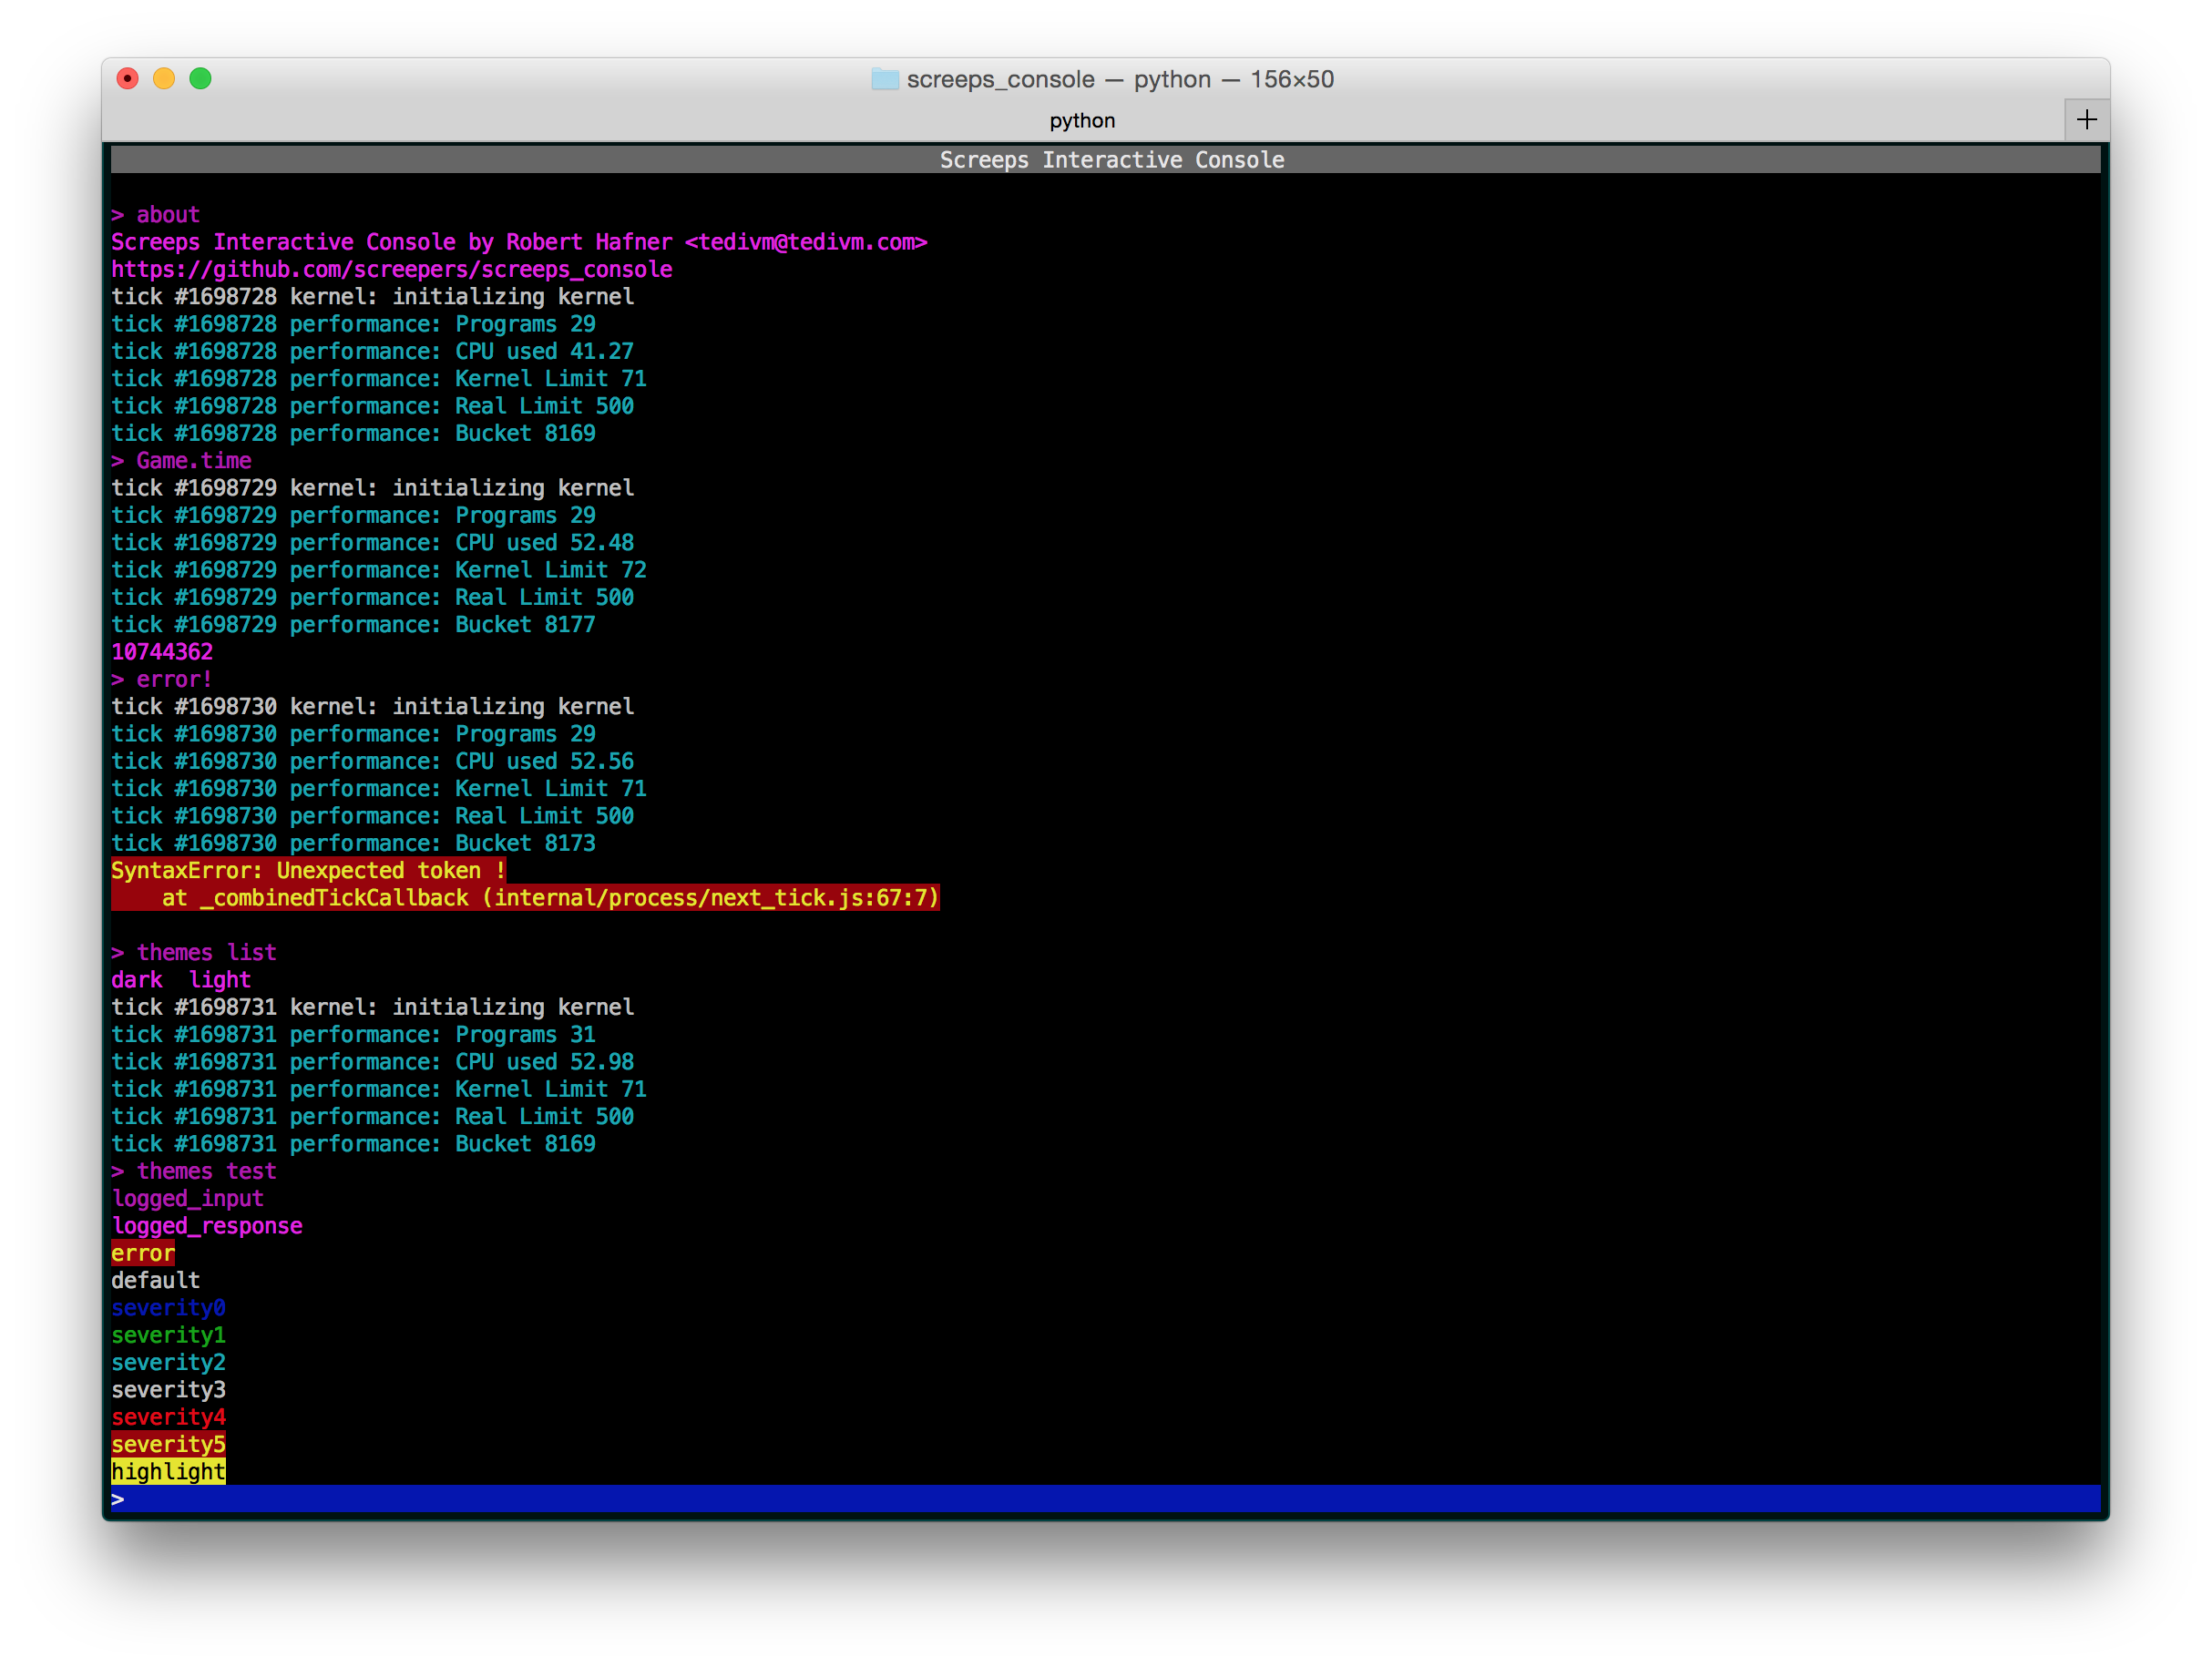 screeps_console — python — 156×50
python
+
Screeps Interactive Console
> about
Screeps Interactive Console by Robert Hafner <tedivm@tedivm.com>
https://github.com/screepers/screeps_console
tick #1698728 kernel: initializing kernel
tick #1698728 performance: Programs 29
tick #1698728 performance: CPU used 41.27
tick #1698728 performance: Kernel Limit 71
tick #1698728 performance: Real Limit 500
tick #1698728 performance: Bucket 8169
> Game.time
tick #1698729 kernel: initializing kernel
tick #1698729 performance: Programs 29
tick #1698729 performance: CPU used 52.48
tick #1698729 performance: Kernel Limit 72
tick #1698729 performance: Real Limit 500
tick #1698729 performance: Bucket 8177
10744362
> error!
tick #1698730 kernel: initializing kernel
tick #1698730 performance: Programs 29
tick #1698730 performance: CPU used 52.56
tick #1698730 performance: Kernel Limit 71
tick #1698730 performance: Real Limit 500
tick #1698730 performance: Bucket 8173
SyntaxError: Unexpected token !
    at _combinedTickCallback (internal/process/next_tick.js:67:7)
> themes list
dark  light
tick #1698731 kernel: initializing kernel
tick #1698731 performance: Programs 31
tick #1698731 performance: CPU used 52.98
tick #1698731 performance: Kernel Limit 71
tick #1698731 performance: Real Limit 500
tick #1698731 performance: Bucket 8169
> themes test
logged_input
logged_response
error
default
severity0
severity1
severity2
severity3
severity4
severity5
highlight
>